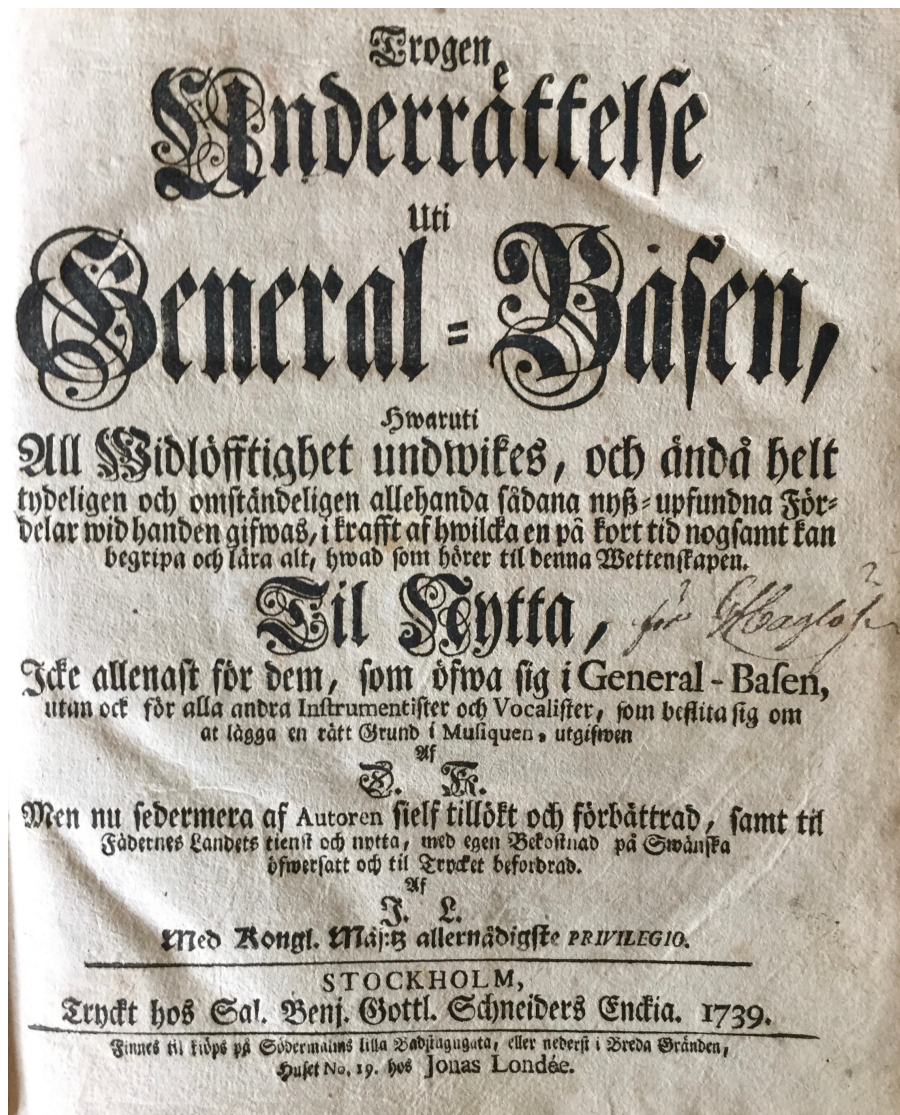 Trogen
Underrättelse
Uti
General-Basen,
Hwaruti
All Widlöfftighet undwikes, och ändå helt
tydeligen och omständeligen allehanda sådana nyß-upfundna För-
delar wid handen gifwas, i krafft af hwilcka en på kort tid nogsamt kan
begripa och lära alt, hwad som hörer til denna Wettenskapen.
Til Nytta, för
Icke allenast för dem, som öfwa sig i General-Basen,
utan ock för alla andra Instrumentister och Vocalister, som beflita sig om
at lägga en rätt Grund i Musiquen, utgifwen
Af
D. K.
Men nu sedermera af Autoren sielf tillökt och förbättrad, samt til
Fädernes Landets tienst och nytta, med egen Bekostnad på Swänska
öfwersatt och til Trycket befordrad.
Af
J. L.
Med Kongl. Maj:tz allernådigste PRIVILEGIO.
STOCKHOLM,
Tryckt hos Sal. Benj. Gottl. Schneiders Enckia. 1739.
Finnes til kiöps på Södermalms lilla eller nederst i Breda Gränden,
Huset No. 19. hos Jonas Londée.